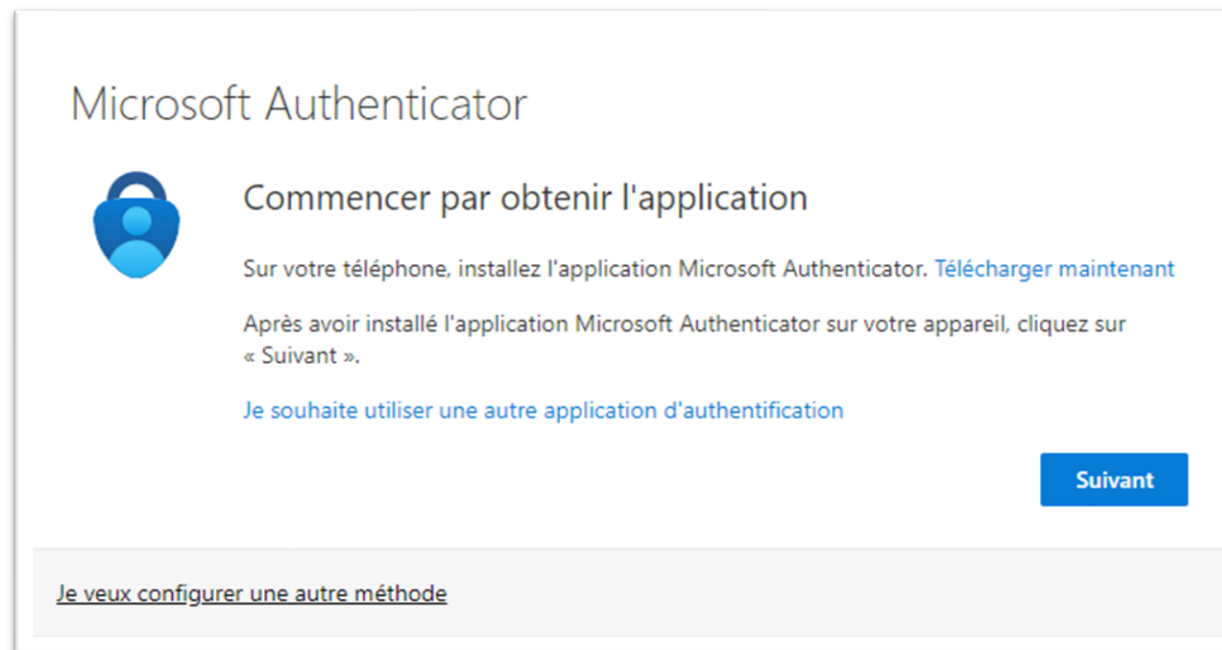 Microsoft Authenticator
Commencer par obtenir l'application
Sur votre téléphone, installez l'application Microsoft Authenticator. Télécharger maintenant
Après avoir installé l'application Microsoft Authenticator sur votre appareil, cliquez sur
« Suivant ».
Je souhaite utiliser une autre application d'authentification
Suivant
Je veux configurer une autre méthode